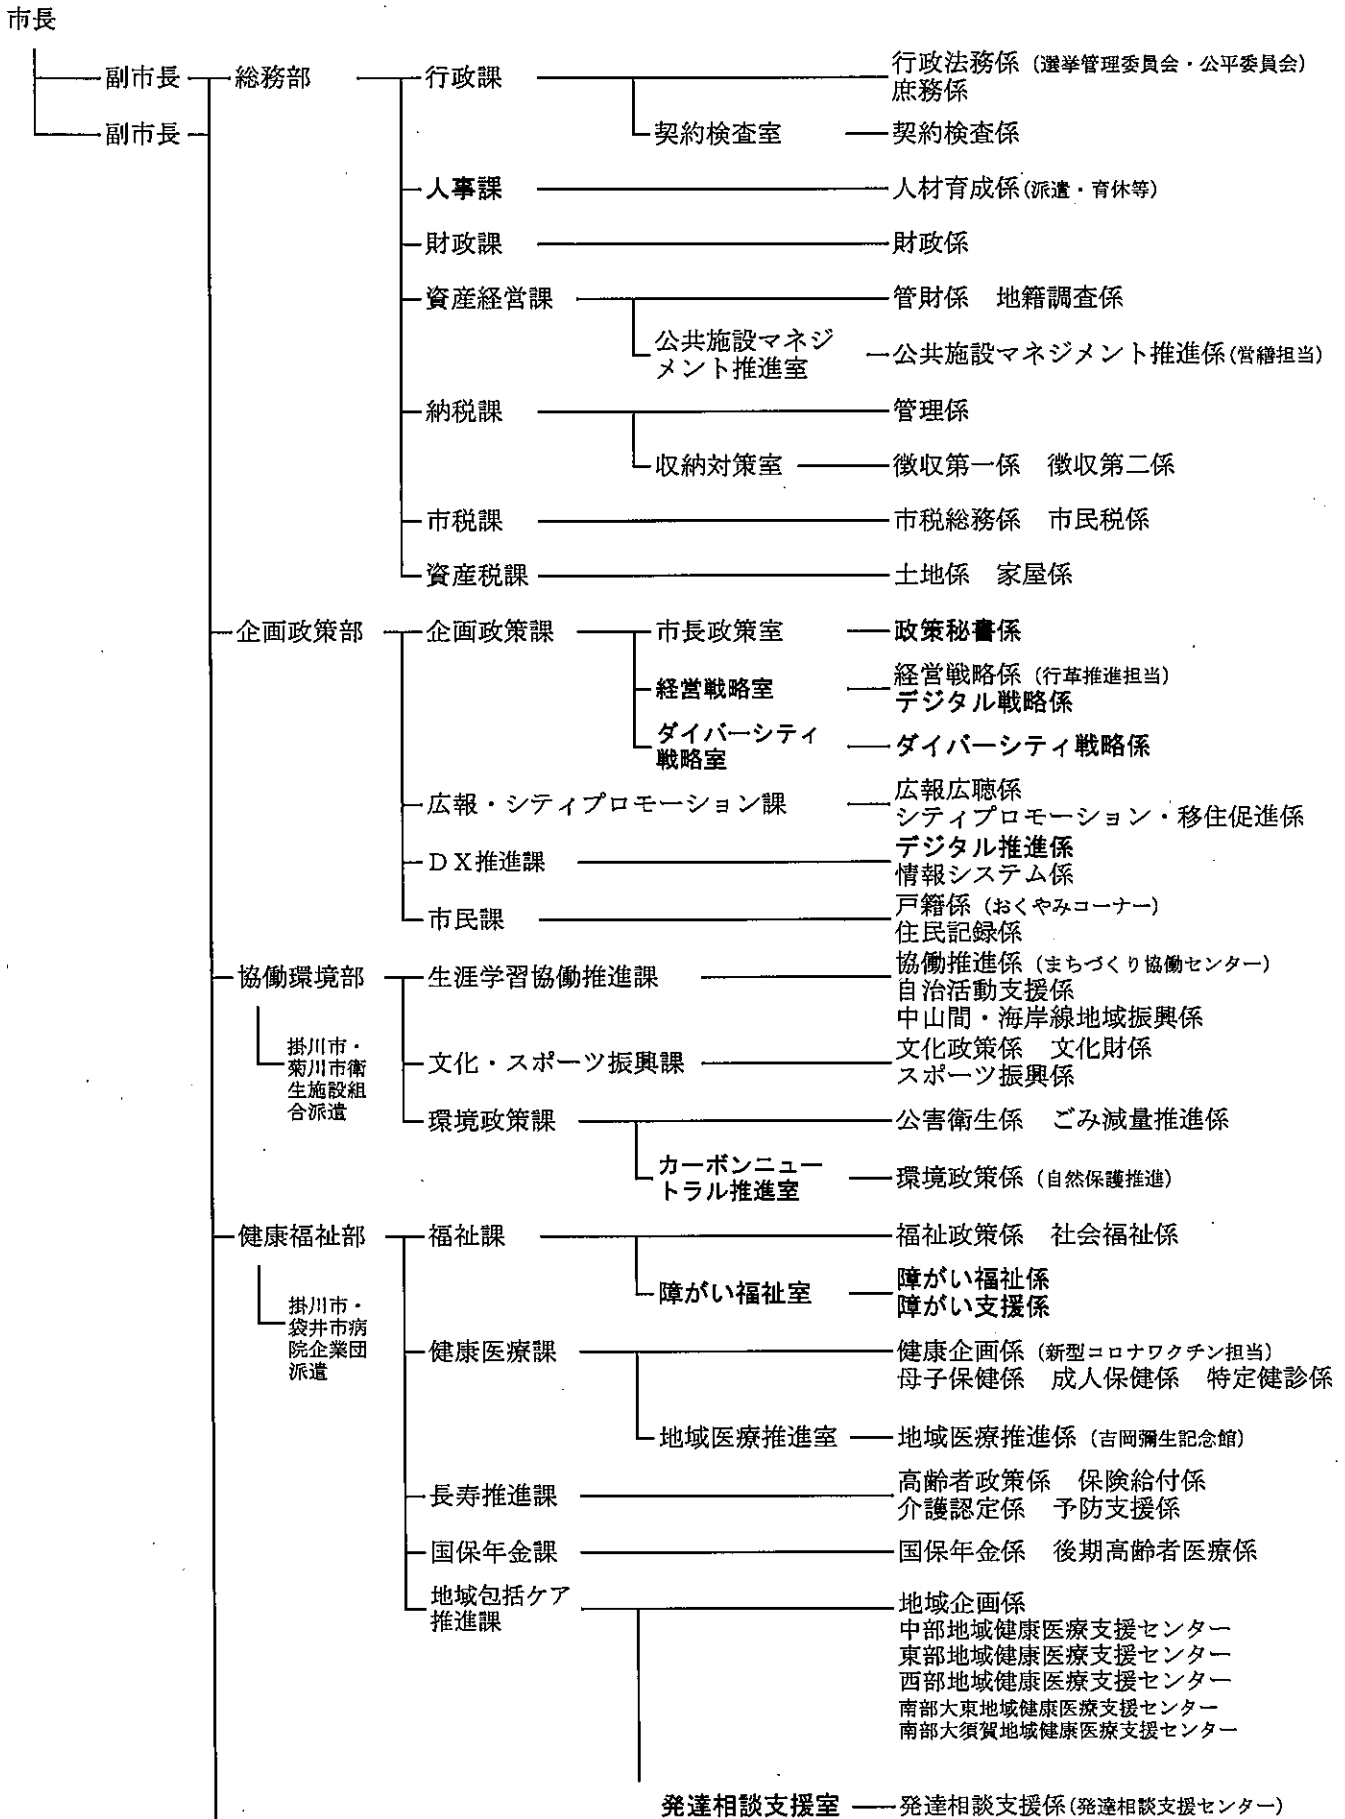 市長
副市長 総務部 行政課 行政法務係 (選挙管理委員会・公平委員会)
庶務係
副市長 契約検査室 契約検査係
人事課 人材育成係(派遣・育休等)
財政課 財政係
資産経営課 管財係 地籍調査係
公共施設マネジ
メント推進室
公共施設マネジメント推進係(営繕担当)
納税課 管理係
収納対策室 徴収第一係 徴収第二係
市税課 市税総務係 市民税係
資産税課 土地係 家屋係
企画政策部 企画政策課 市長政策室 政策秘書係
経営戦略室 経営戦略係 (行革推進担当)
デジタル戦略係
ダイバーシティ
戦略室
ダイバーシティ戦略係
広報・シティプロモーション課 広報広聴係
シティプロモーション・移住促進係
DX推進課 デジタル推進係
情報システム係
市民課 戸籍係 (おくやみコーナー)
住民記録係
協働環境部 生涯学習協働推進課 協働推進係 (まちづくり協働センター)
自治活動支援係
中山間・海岸線地域振興係
掛川市・
菊川市衛
生施設組
合派遣
文化・スポーツ振興課 文化政策係 文化財係
スポーツ振興係
環境政策課 公害衛生係 ごみ減量推進係
カーボンニュー
トラル推進室
環境政策係 (自然保護推進)
健康福祉部 福祉課 福祉政策係 社会福祉係
障がい福祉室 障がい福祉係
障がい支援係
掛川市・
袋井市病
院企業団
派遣
健康医療課 健康企画係 (新型コロナワクチン担当)
母子保健係 成人保健係 特定健診係
地域医療推進室 地域医療推進係 (吉岡彌生記念館)
長寿推進課 高齢者政策係 保険給付係
介護認定係 予防支援係
国保年金課 国保年金係 後期高齢者医療係
地域包括ケア
推進課
地域企画係
中部地域健康医療支援センター
東部地域健康医療支援センター
西部地域健康医療支援センター
南部大東地域健康医療支援センター
南部大須賀地域健康医療支援センター
発達相談支援室 発達相談支援係(発達相談支援センター)